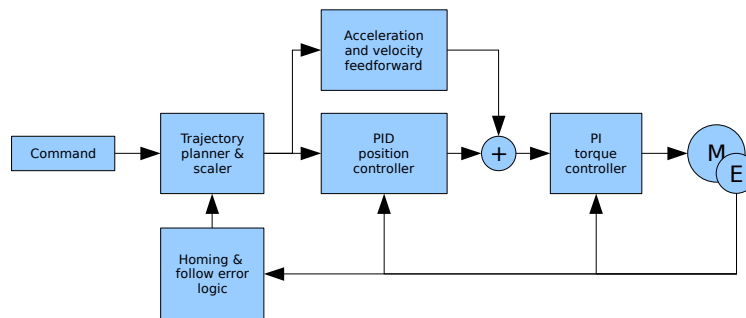 Acceleration
and velocity
feedforward
Command
Trajectory
planner &
scaler
PID
position
controller
+
PI
torque
controller
M
E
Homing &
follow error
logic